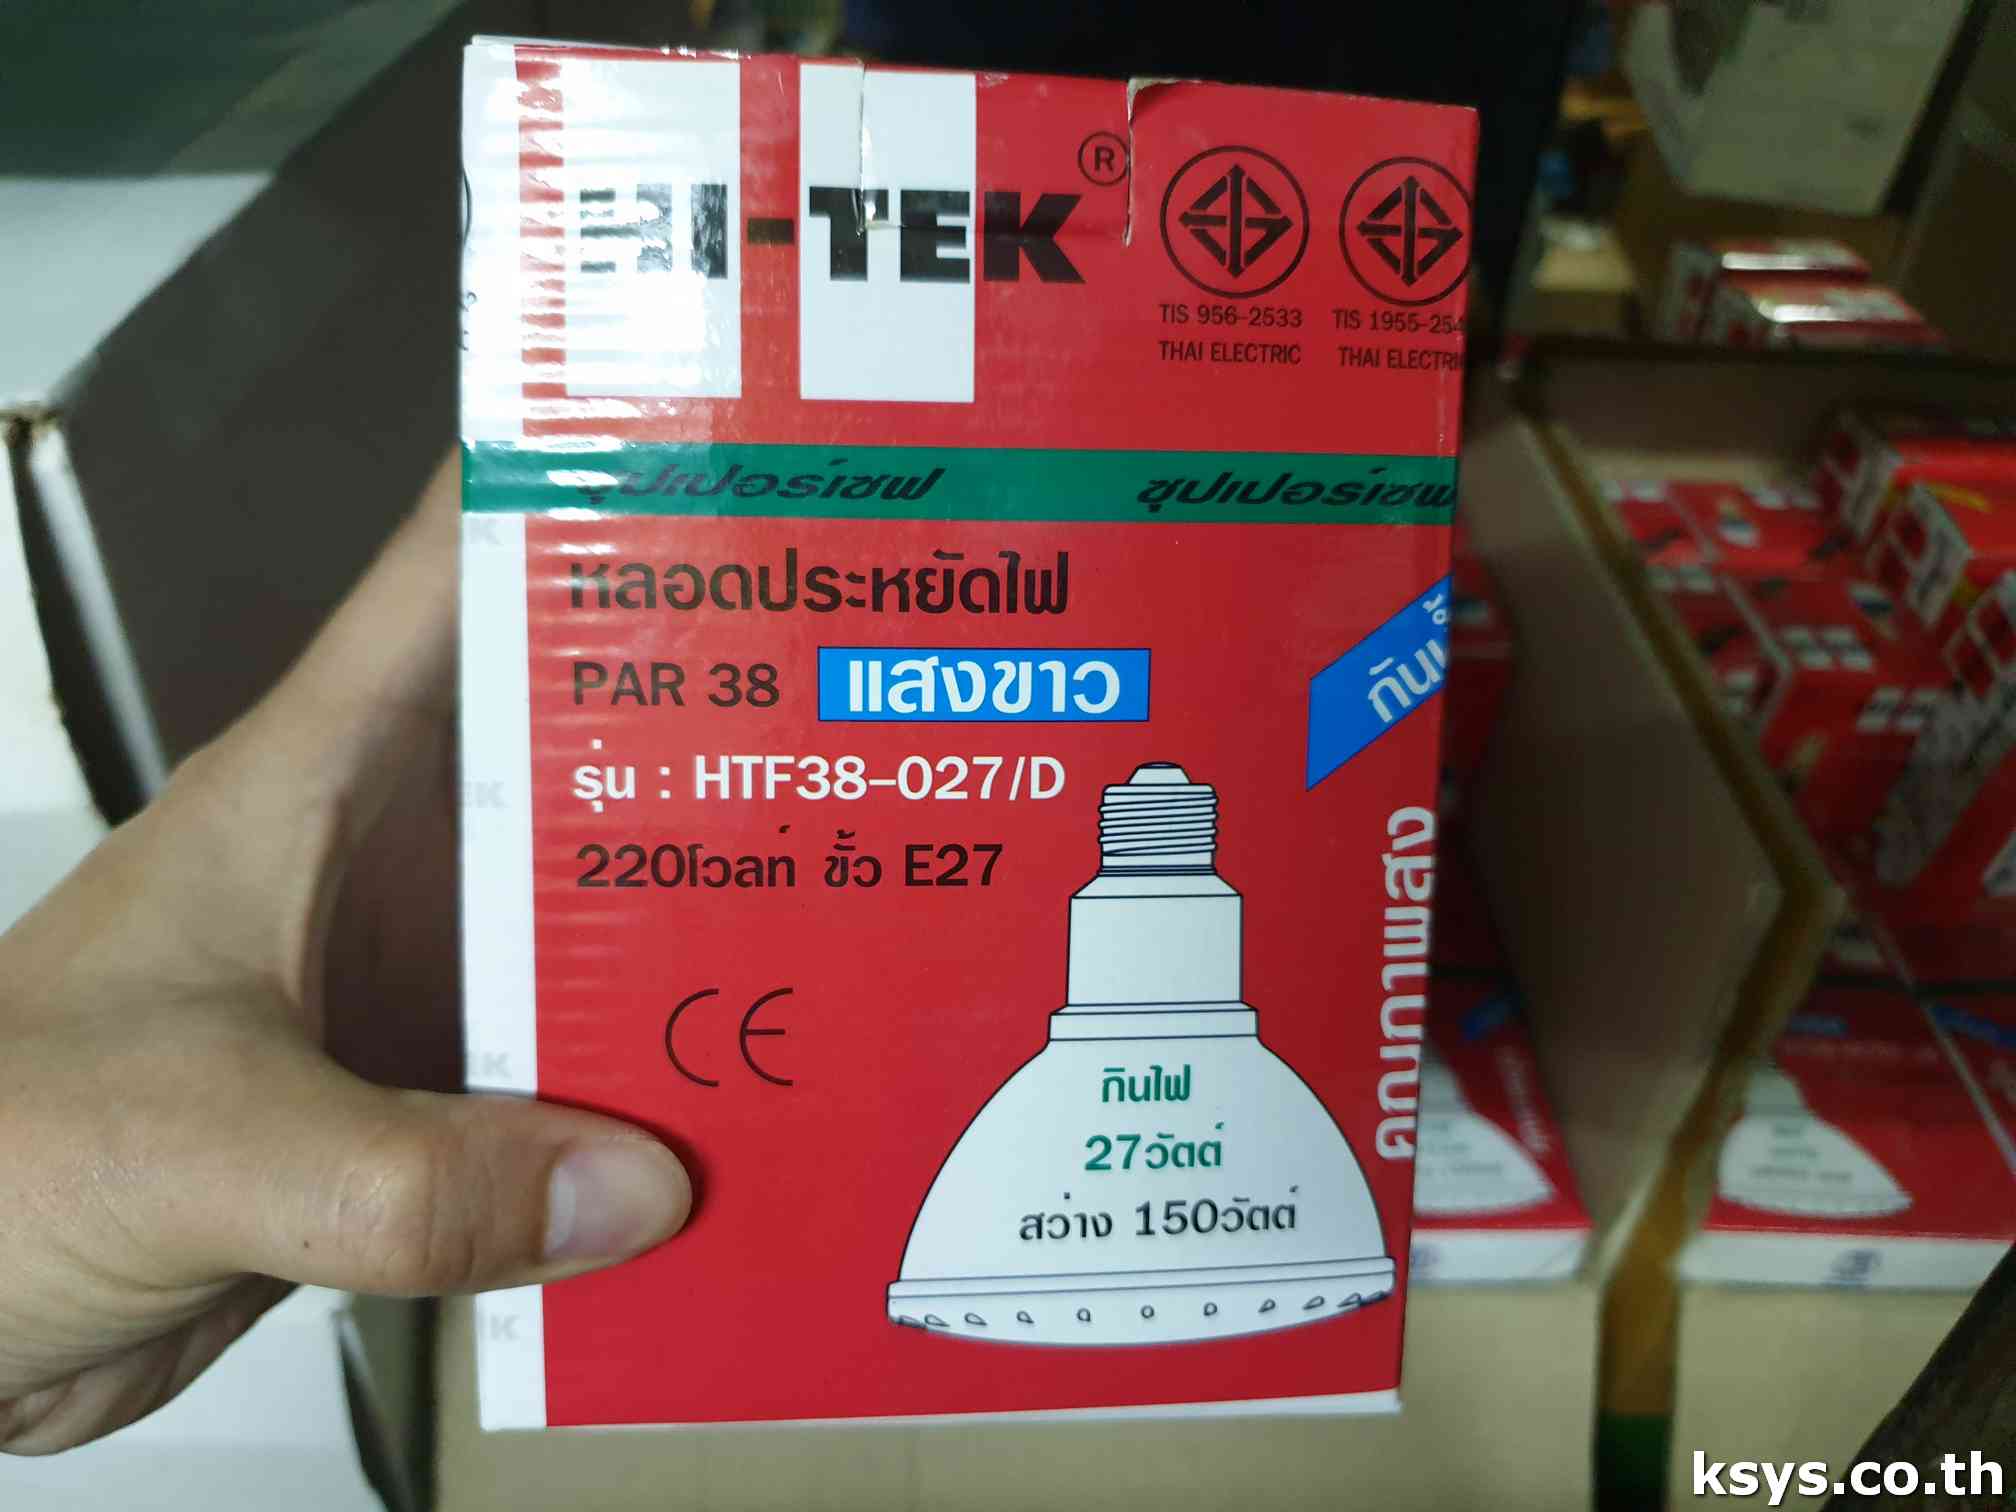 HI-TEK ®
TIS 956-2533
THAI ELECTRIC
TIS 1955-254
THAI ELECTRI
ซุปเปอร์เซฟ ซุปเปอร์เซฟ
หลอดประหยัดไฟ
PAR 38 แสงขาว
กัน
รุ่น : HTF38-027/D
220โวลท์ ขั้ว E27
คุณภาพสูง
CE
กินไฟ
27วัตต์
สว่าง 150วัตต์
ksys.co.th